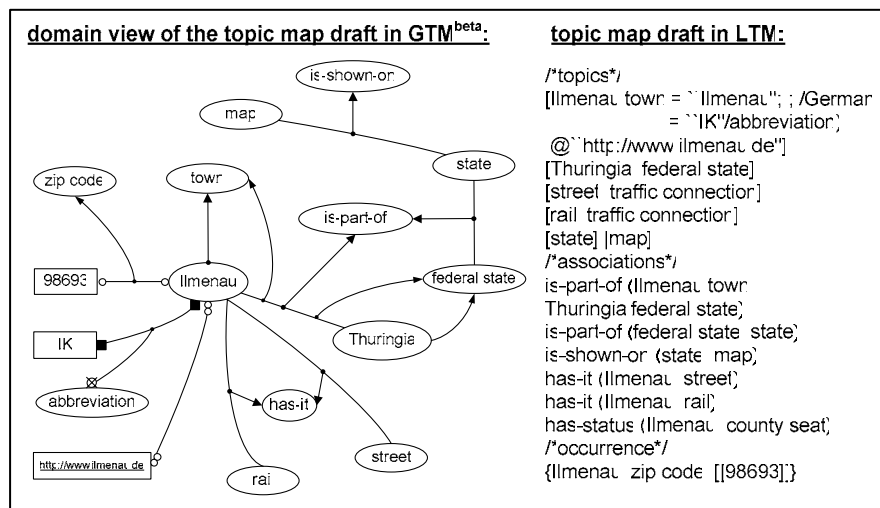 domain view of the topic map draft in GTMbeta:
is-shown-on
map
state
zip code
town
is-part-of
98693
Ilmenau
federal state
IK
Thuringia
abbreviation
has-it
http://www.ilmenau.de
street
rail
topic map draft in LTM:
/*topics*/
[Ilmenau town = ``Ilmenau"; ; /German
= ``IK"/abbreviation)
@``http://www ilmenau de"]
[Thuringia federal state]
[street traffic connection]
[rail traffic connection]
[state] [map]
/*associations*/
is-part-of (Ilmenau town
Thuringia federal state)
is-part-of (federal state state)
is-shown-on (state map)
has-it (Ilmenau street)
has-it (Ilmenau rail)
has-status (Ilmenau county seat)
/*occurrence*/
{Ilmenau zip code [[98693]]}